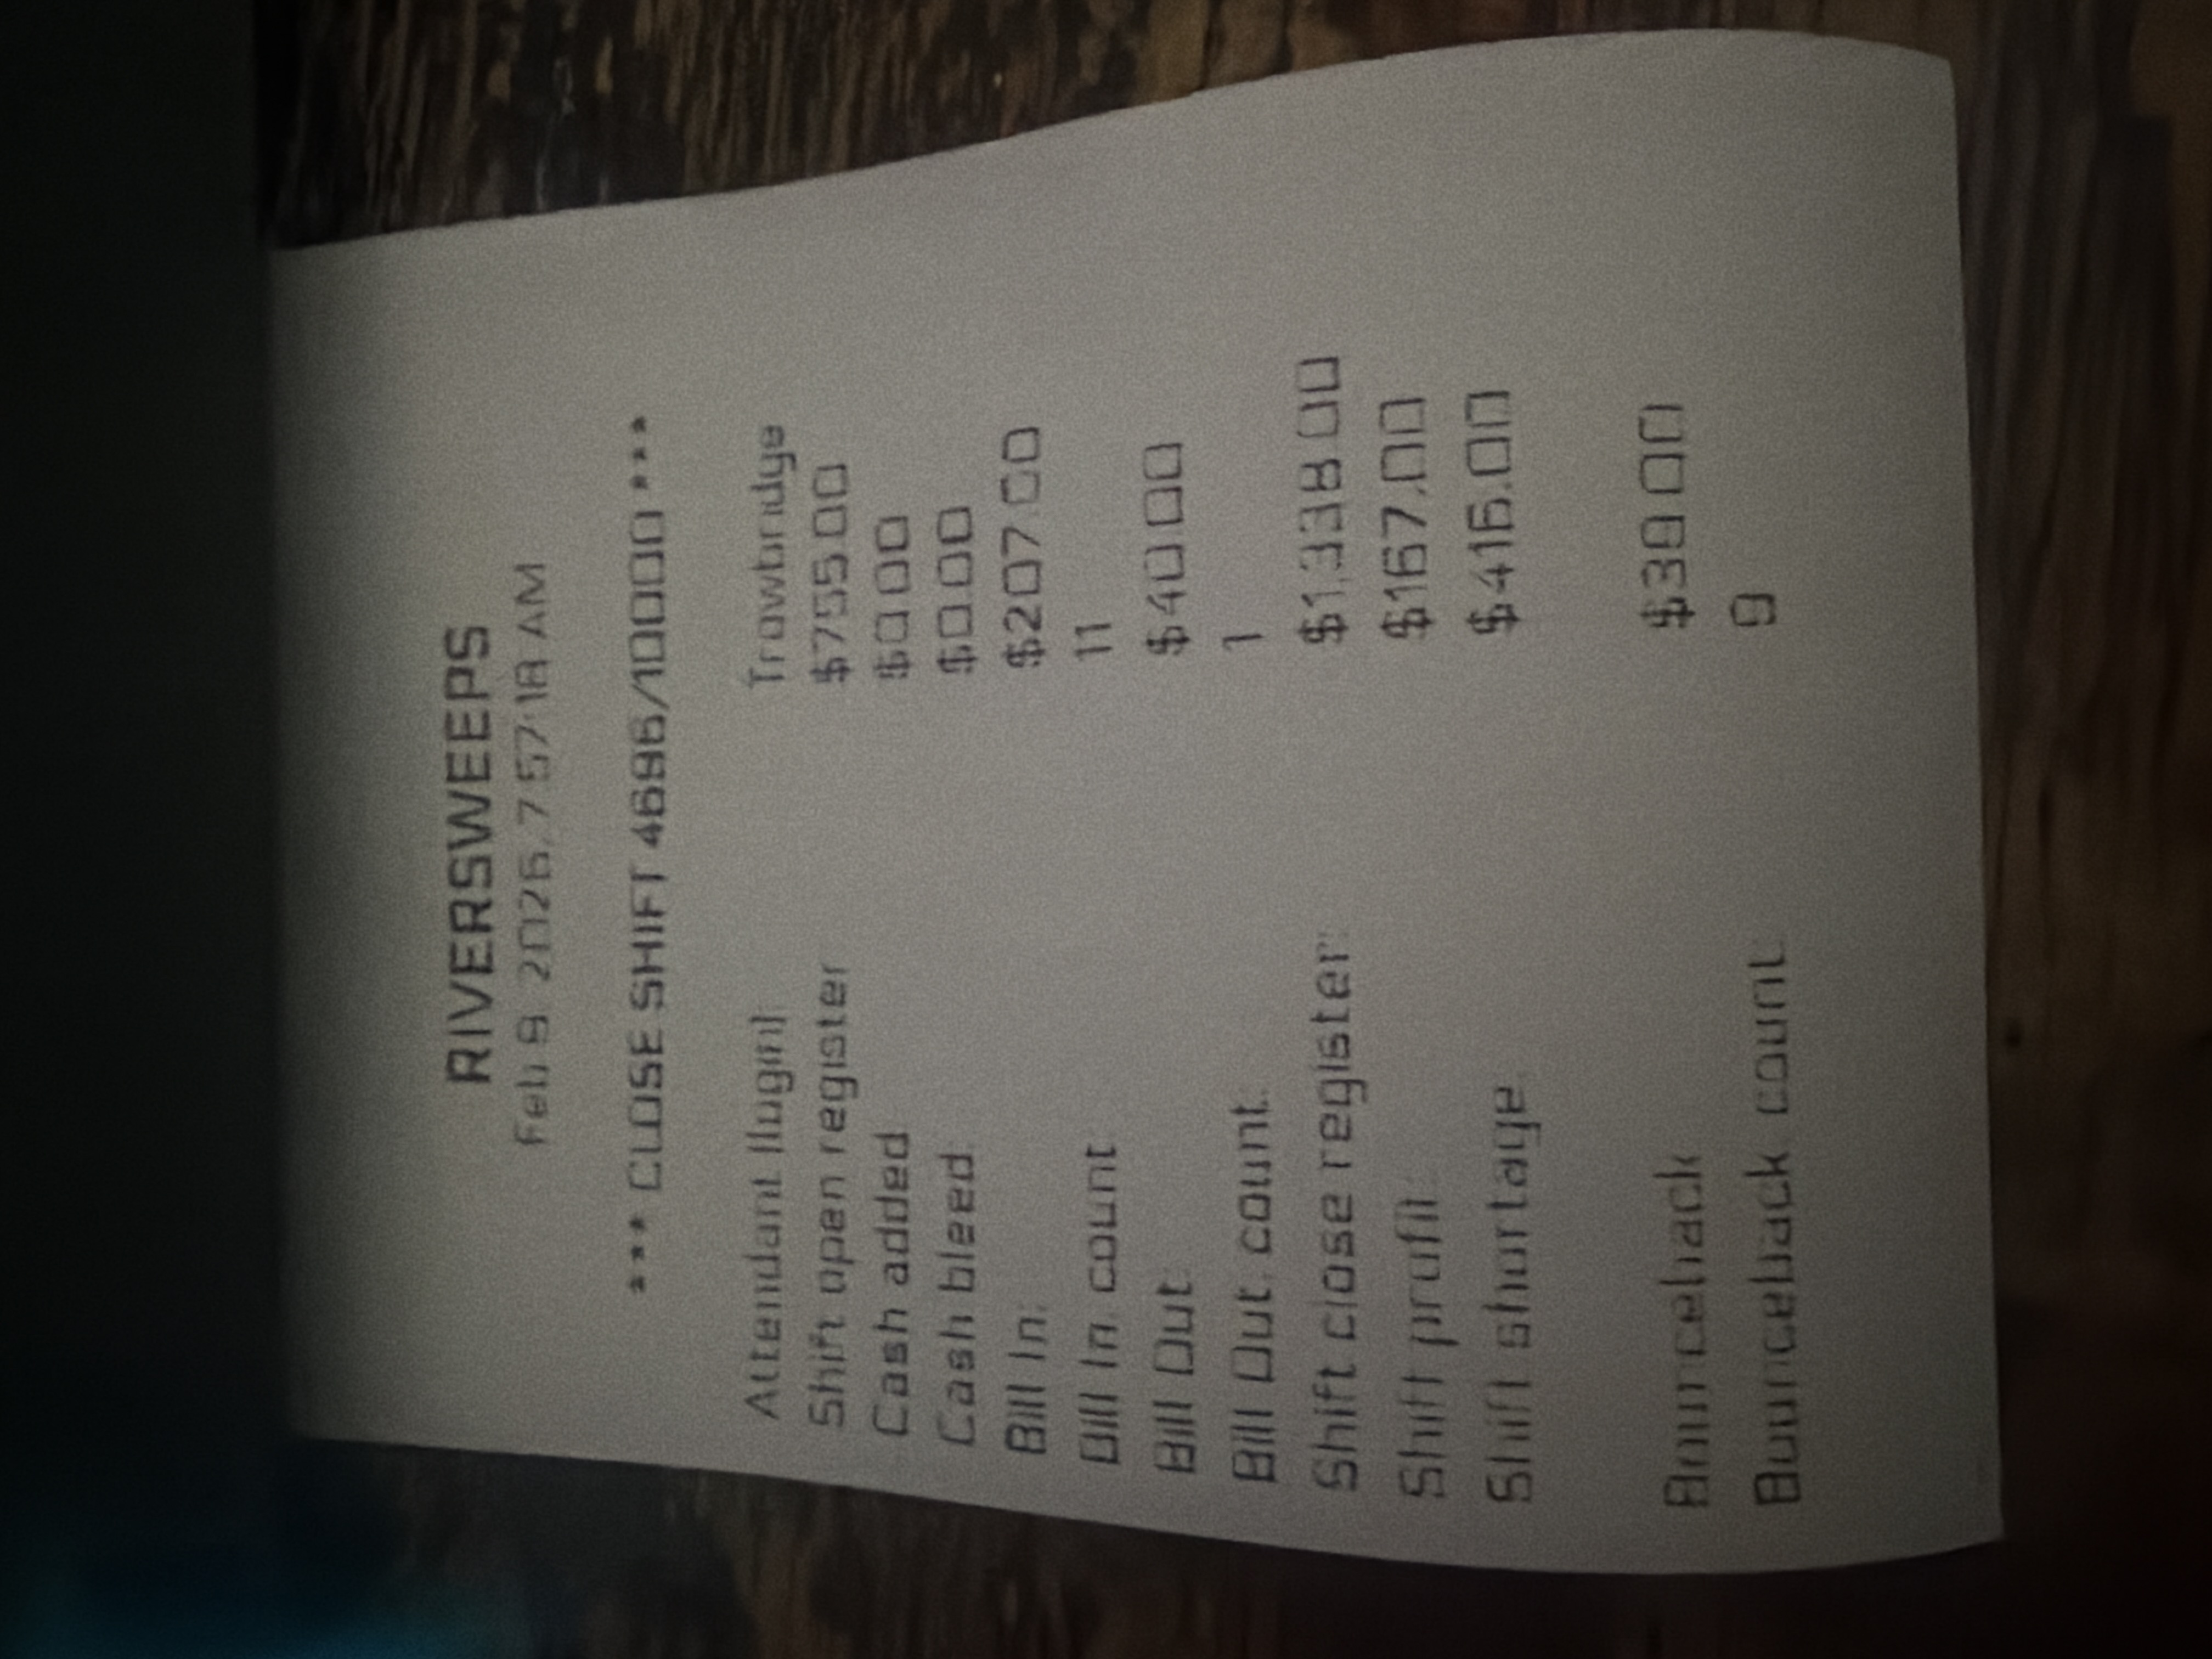 RIVERSWEEPS
Feb 9, 2026, 7:57:18 AM
*** CLOSE SHIFT 4696/10000 ***
Attendant (login): Trowbridge
Shift open register $755.00
Cash added $0.00
Cash bleed $0.00
Bill In: $207.00
Bill In count 11
Bill Out: $40.00
Bill Out count: 1
Shift close register: $1,338.00
Shift profit: $167.00
Shift shortage $416.00
Bounceback $39.00
Bounceback count: 9